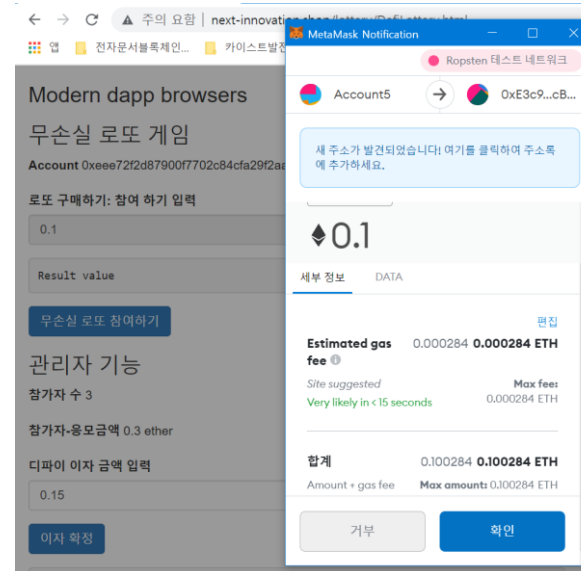 주의 요함 | next-innovation.shop/lottery/DefiLottery.html
앱 전자문서블록체인... 카이스트발전
Modern dapp browsers
무손실 로또 게임
Account 0xeee72f2d87900f7702c84cfa29f2aa
로또 구매하기: 참여 하기 입력
0.1
Result value
무손실 로또 참여하기
관리자 기능
참가자 수 3
참가자-응모금액 0.3 ether
디파이 이자 금액 입력
0.15
이자 확정
MetaMask Notification
Ropsten 테스트 네트워크
Account5
0xE3c9...cB...
새 주소가 발견되었습니다! 여기를 클릭하여 주소록
에 추가하세요.
0.1
세부 정보 DATA
편집
Estimated gas 0.000284 0.000284 ETH
fee
Site suggested Max fee:
Very likely in < 15 seconds 0.000284 ETH
합계 0.100284 0.100284 ETH
Amount + gas fee Max amount: 0.100284 ETH
거부 확인